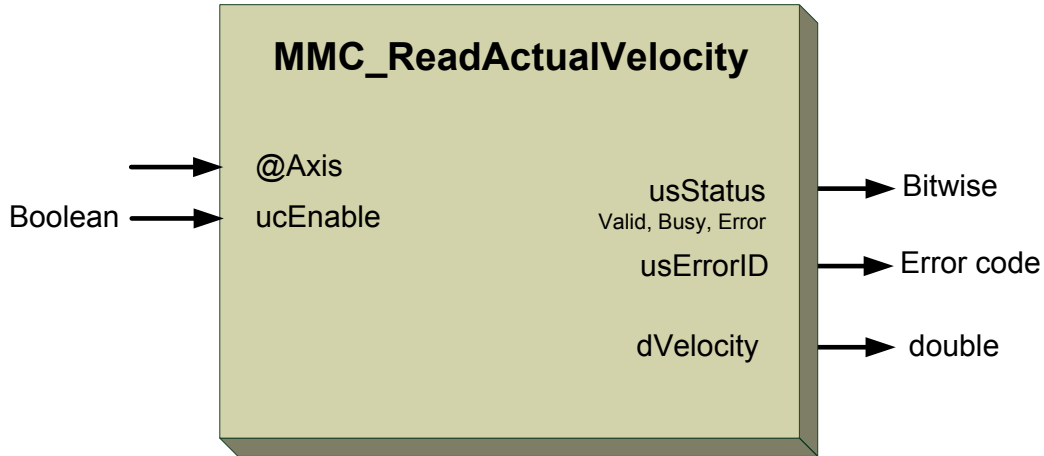 MMC_ReadActualVelocity
@Axis
Boolean
ucEnable
usStatus
Valid, Busy, Error
Bitwise
usErrorID
Error code
dVelocity
double